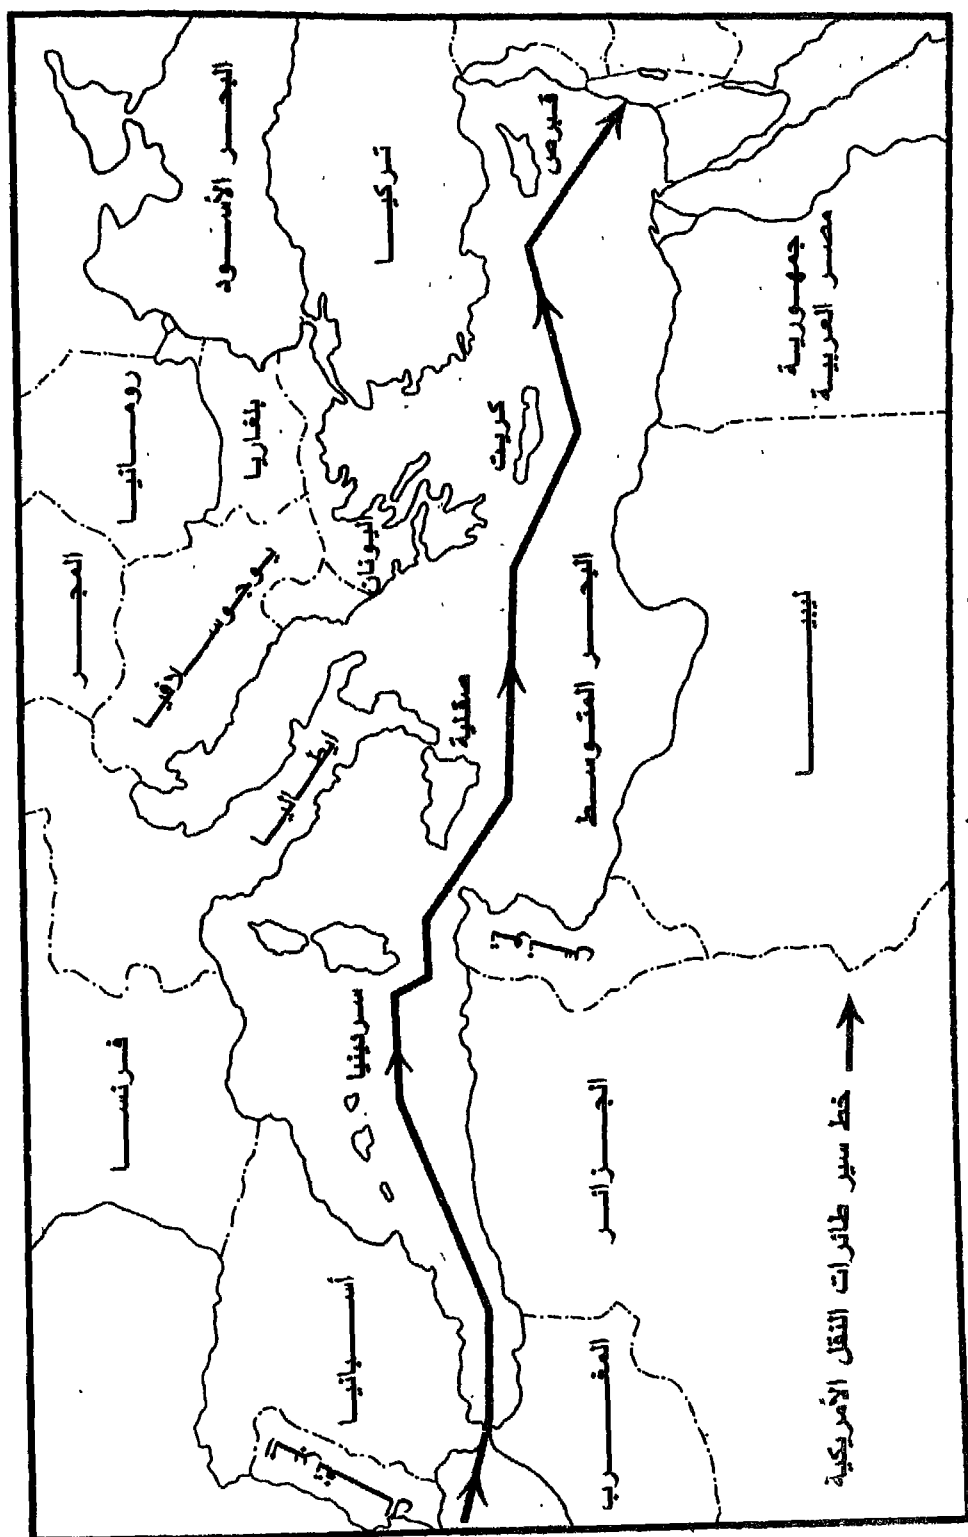 البحر الأسود
تركيا
قبرص
رومانيا
بلغاريا
كريت
جمهورية
مصر العربية
المجر
يوجوسلافيا
اليونان
إيطاليا
صقلية
البحر المتوسط
ليبيا
تونس
فرنسا
سردينيا
الجزائر
أسبانيا
المغرب
خط سير طائرات النقل الأمريكية